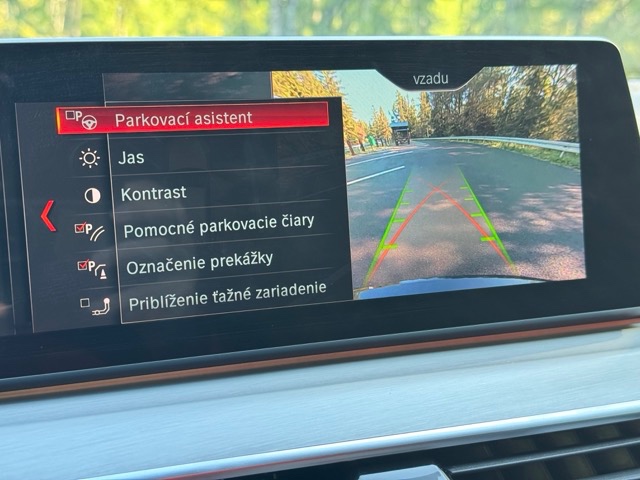 vzadu
Parkovací asistent
Jas
Kontrast
Pomocné parkovacie čiary
Označenie prekážky
Priblíženie ťažné zariadenie